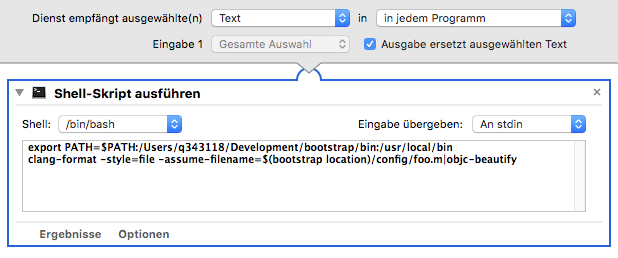 Dienst empfängt ausgewählte(n) Text in in jedem Programm
Eingabe 1 Gesamte Auswahl Ausgabe ersetzt ausgewählten Text
Shell-Skript ausführen
Shell: /bin/bash Eingabe übergeben: An stdin
export PATH=$PATH:/Users/q343118/Development/bootstrap/bin:/usr/local/bin
clang-format -style=file -assume-filename=$(bootstrap location)/config/foo.m|objc-beautify
Ergebnisse Optionen